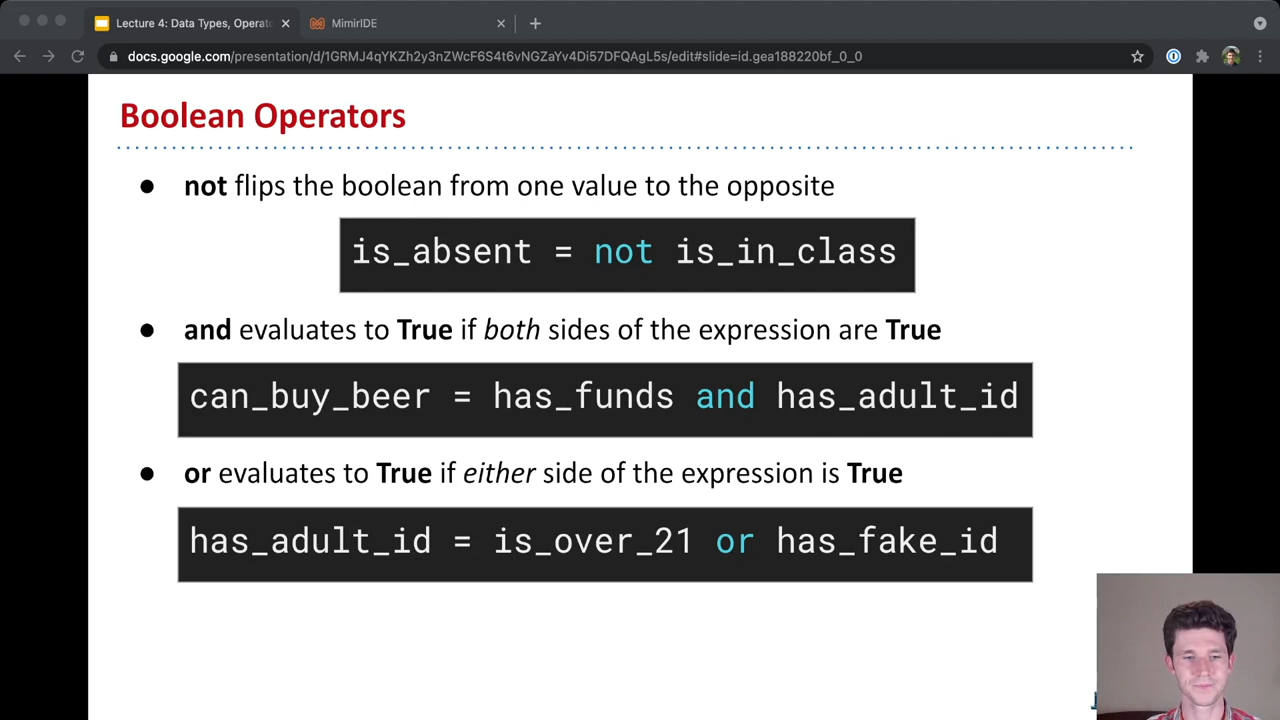 Lecture 4: Data Types, Operato
MimirIDE
docs.google.com/presentation/d/1GRMJ4qYKZh2y3nZWcF6S4t6vNGZaYv4Di57DFQAgL5s/edit#slide=id.gea188220bf_0_0
Boolean Operators
● not flips the boolean from one value to the opposite
is_absent = not is_in_class
● and evaluates to True if both sides of the expression are True
can_buy_beer = has_funds and has_adult_id
● or evaluates to True if either side of the expression is True
has_adult_id = is_over_21 or has_fake_id